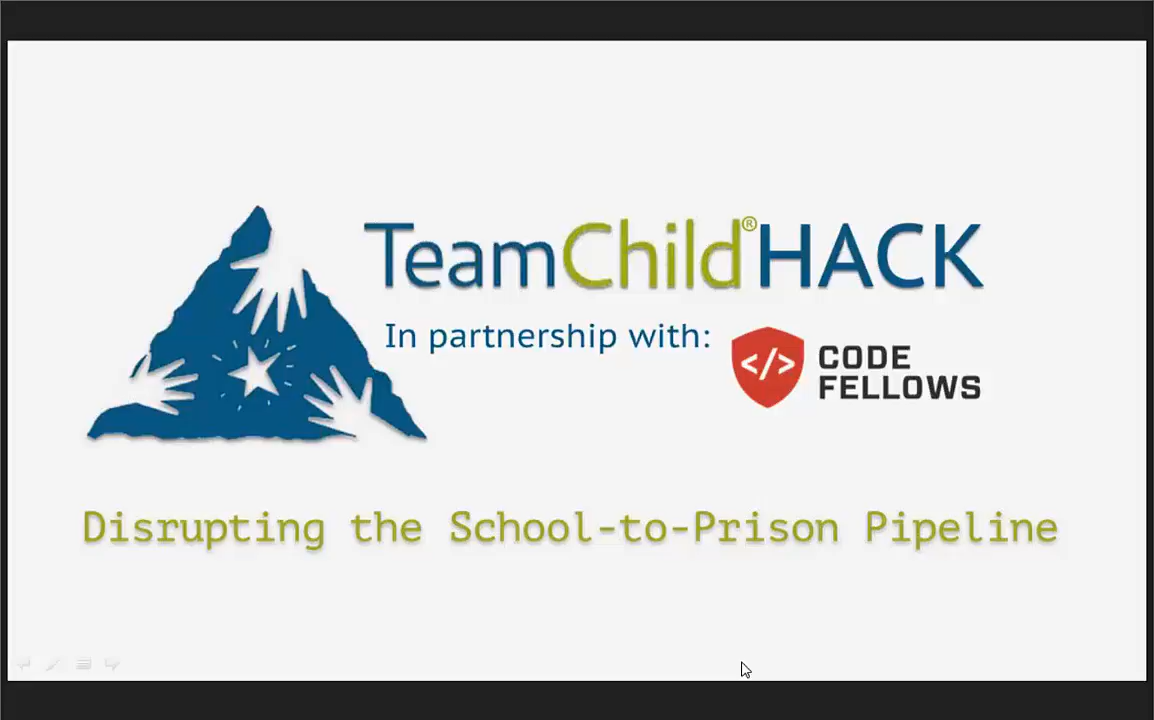 TeamChild®HACK
In partnership with:
</>
CODE
FELLOWS
Disrupting the School-to-Prison Pipeline